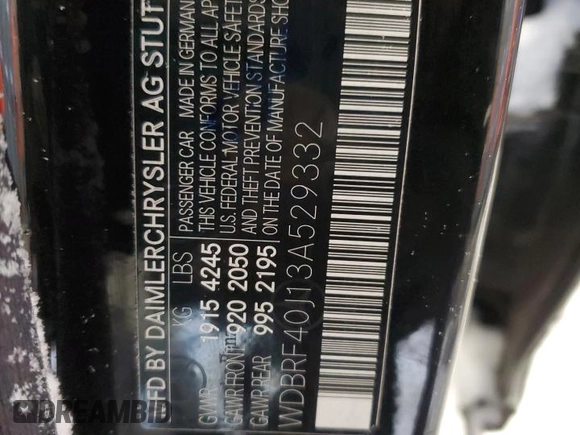 MFD BY DAIMLERCHRYSLER AG STUT
KG LBS PASSENGER CAR MADE IN GERMAN
GVWR 1915 4245 THIS VEHICLE CONFORMS TO ALL AP
GAWR FRONT 920 2050 U.S. FEDERAL MOTOR VEHICLE SAFET
GAWR REAR 995 2195 AND THEFT PREVENTION STANDARDS
ON THE DATE OF MANUFACTURE SHO
WDBRF40J13A529332
DREAMBID